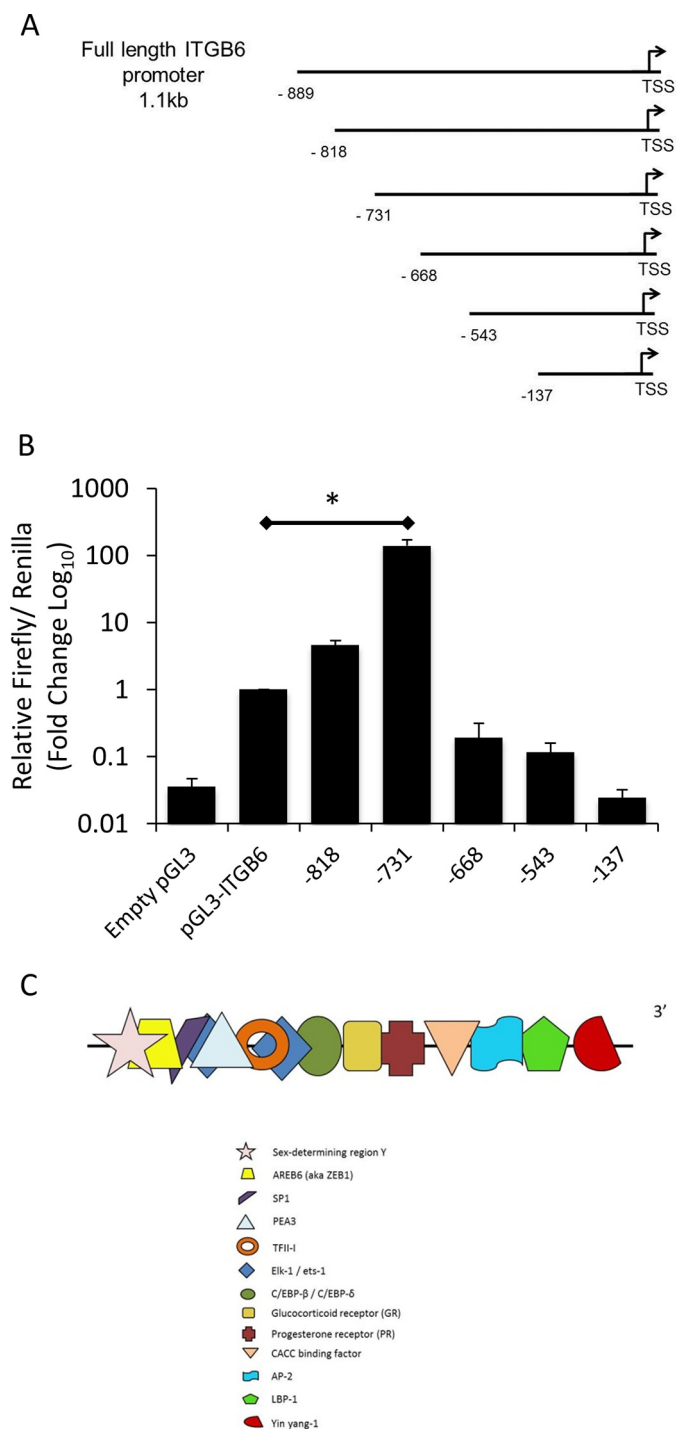 A
Full length ITGB6
promoter
1.1kb
- 889
TSS
- 818
TSS
- 731
TSS
- 668
TSS
- 543
TSS
-137
TSS
B
Relative Firefly/ Renilla
(Fold Change Log10)
1000
100
10
1
0.1
0.01
*
Empty pGL3
pGL3-ITGB6
-818
-731
-668
-543
-137
C
3’
Sex-determining region Y
AREB6 (aka ZEB1)
SP1
PEA3
TFII-I
Elk-1 / ets-1
C/EBP-β / C/EBP-δ
Glucocorticoid receptor (GR)
Progesterone receptor (PR)
CACC binding factor
AP-2
LBP-1
Yin yang-1